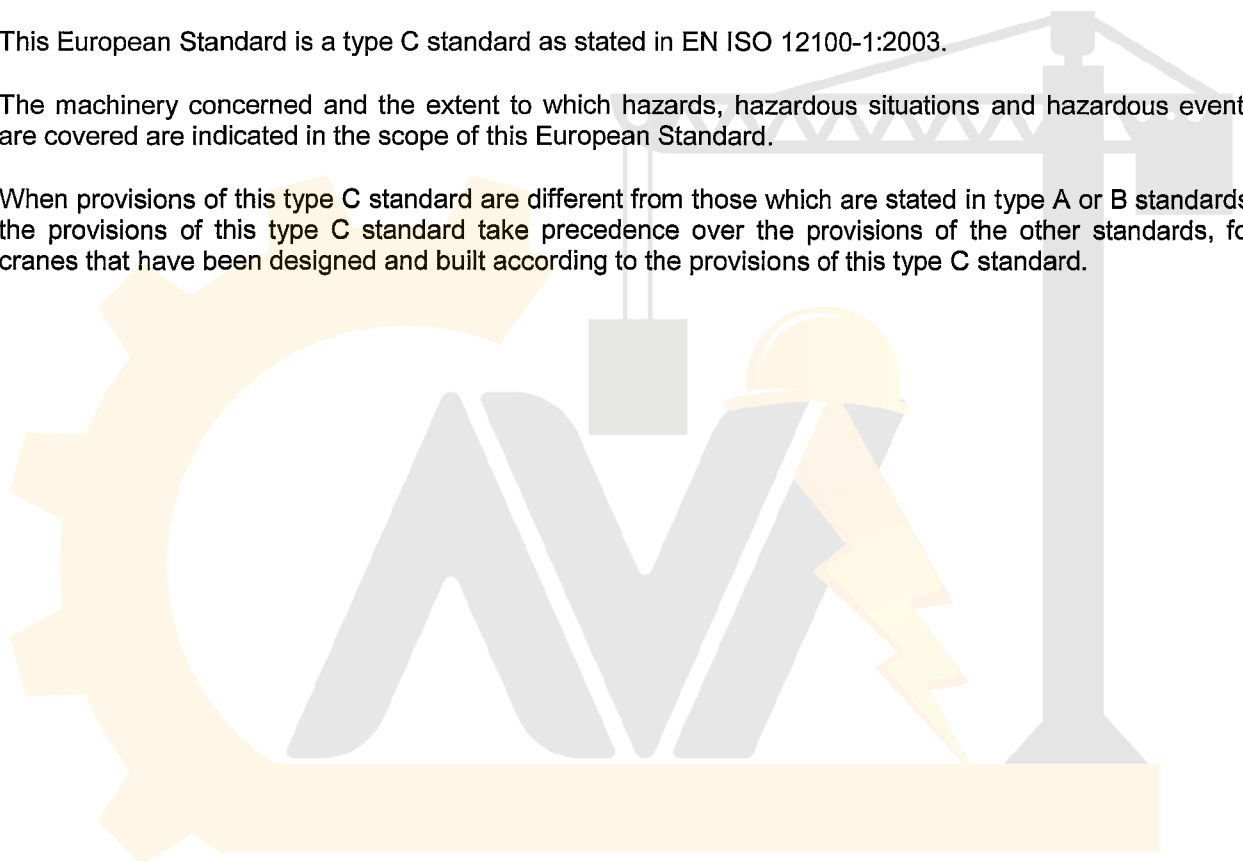 This European Standard is a type C standard as stated in EN ISO 12100-1:2003.
The machinery concerned and the extent to which hazards, hazardous situations and hazardous event
are covered are indicated in the scope of this European Standard.
When provisions of this type C standard are different from those which are stated in type A or B standards
the provisions of this type C standard take precedence over the provisions of the other standards, fo
cranes that have been designed and built according to the provisions of this type C standard.